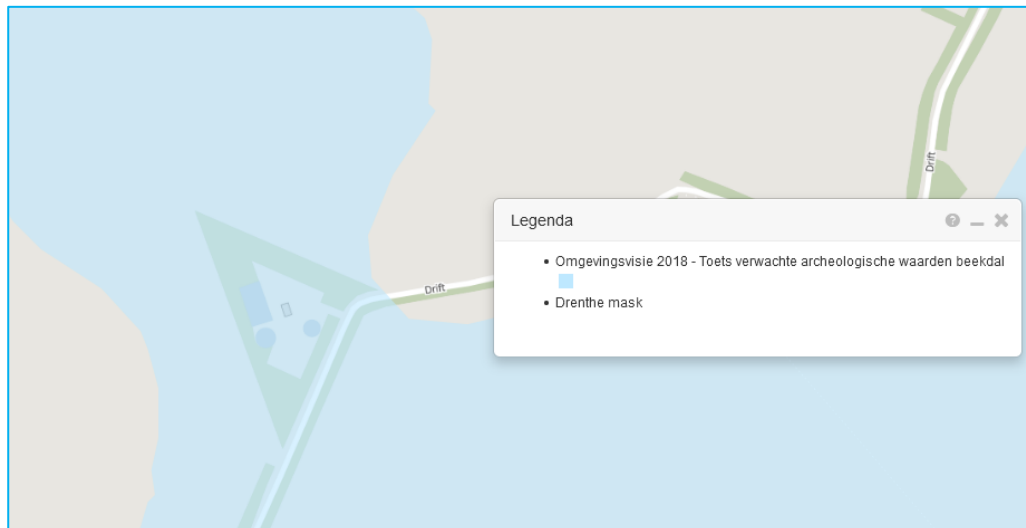 Drift
Legenda
• Omgevingsvisie 2018 - Toets verwachte archeologische waarden beekdal
• Drenthe mask
Drift